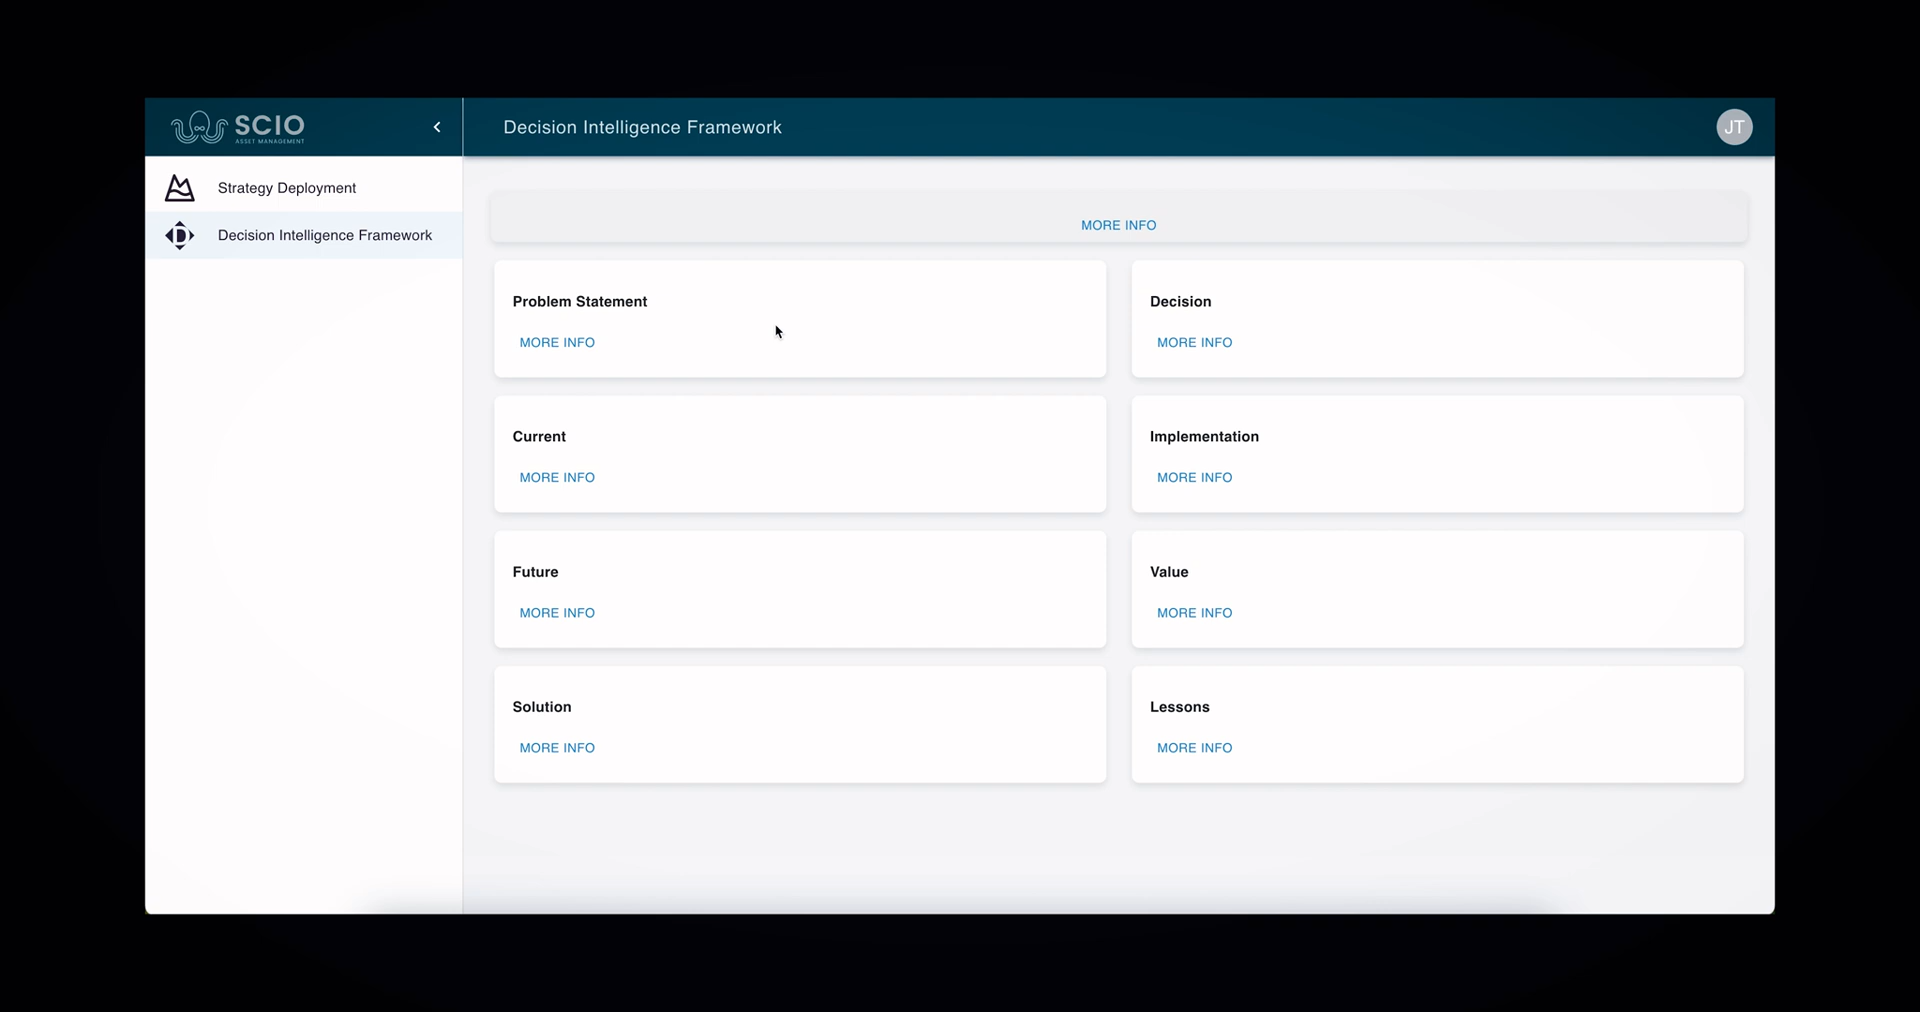 SCIO
ASSET MANAGEMENT
Decision Intelligence Framework
JT
Strategy Deployment
Decision Intelligence Framework
MORE INFO
Problem Statement
MORE INFO
Decision
MORE INFO
Current
MORE INFO
Implementation
MORE INFO
Future
MORE INFO
Value
MORE INFO
Solution
MORE INFO
Lessons
MORE INFO